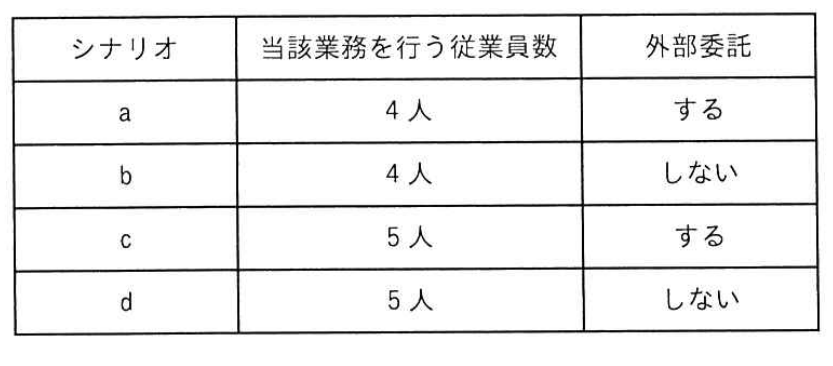 シナリオ 当該業務を行う従業員数 外部委託
a 4人 する
b 4人 しない
c 5人 する
d 5人 しない